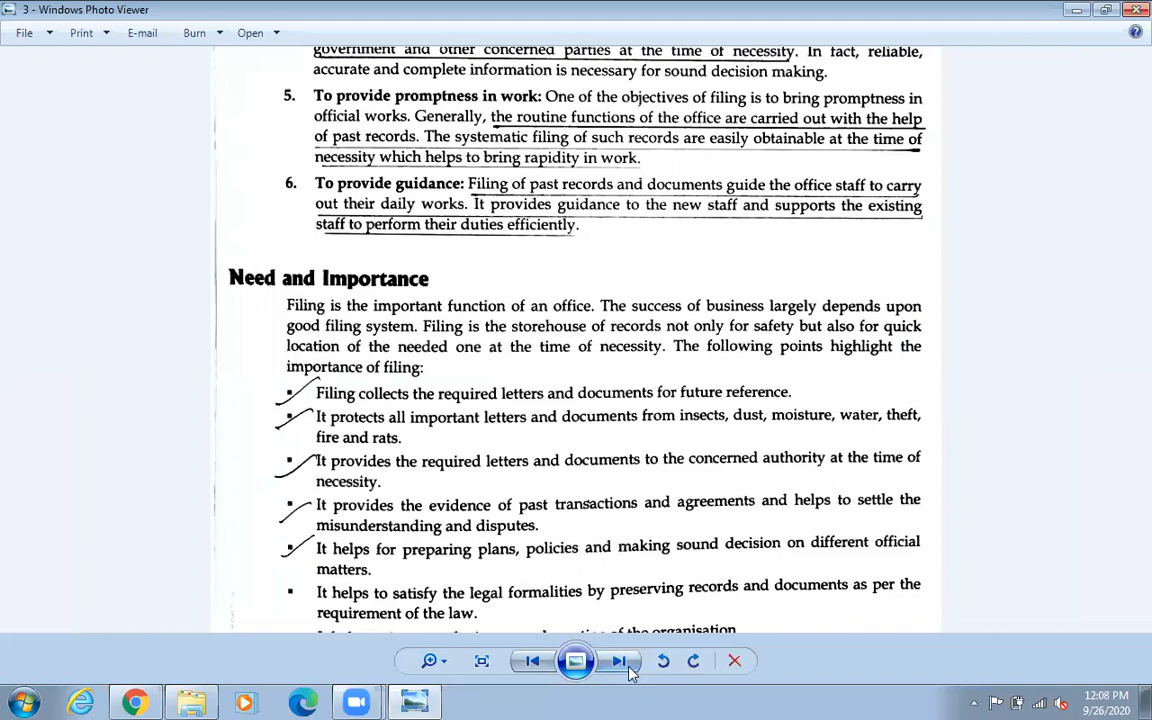 3 - Windows Photo Viewer
File Print E-mail Burn Open
government and other concerned parties at the time of necessity. In fact, reliable,
accurate and complete information is necessary for sound decision making.
5. To provide promptness in work: One of the objectives of filing is to bring promptness in
official works. Generally, the routine functions of the office are carried out with the help
of past records. The systematic filing of such records are easily obtainable at the time of
necessity which helps to bring rapidity in work.
6. To provide guidance: Filing of past records and documents guide the office staff to carry
out their daily works. It provides guidance to the new staff and supports the existing
staff to perform their duties efficiently.
Need and Importance
Filing is the important function of an office. The success of business largely depends upon
good filing system. Filing is the storehouse of records not only for safety but also for quick
location of the needed one at the time of necessity. The following points highlight the
importance of filing:
▪ Filing collects the required letters and documents for future reference.
▪ It protects all important letters and documents from insects, dust, moisture, water, theft,
fire and rats.
▪ It provides the required letters and documents to the concerned authority at the time of
necessity.
▪ It provides the evidence of past transactions and agreements and helps to settle the
misunderstanding and disputes.
▪ It helps for preparing plans, policies and making sound decision on different official
matters.
▪ It helps to satisfy the legal formalities by preserving records and documents as per the
requirement of the law.
of the organisation
12:08 PM
9/26/2020